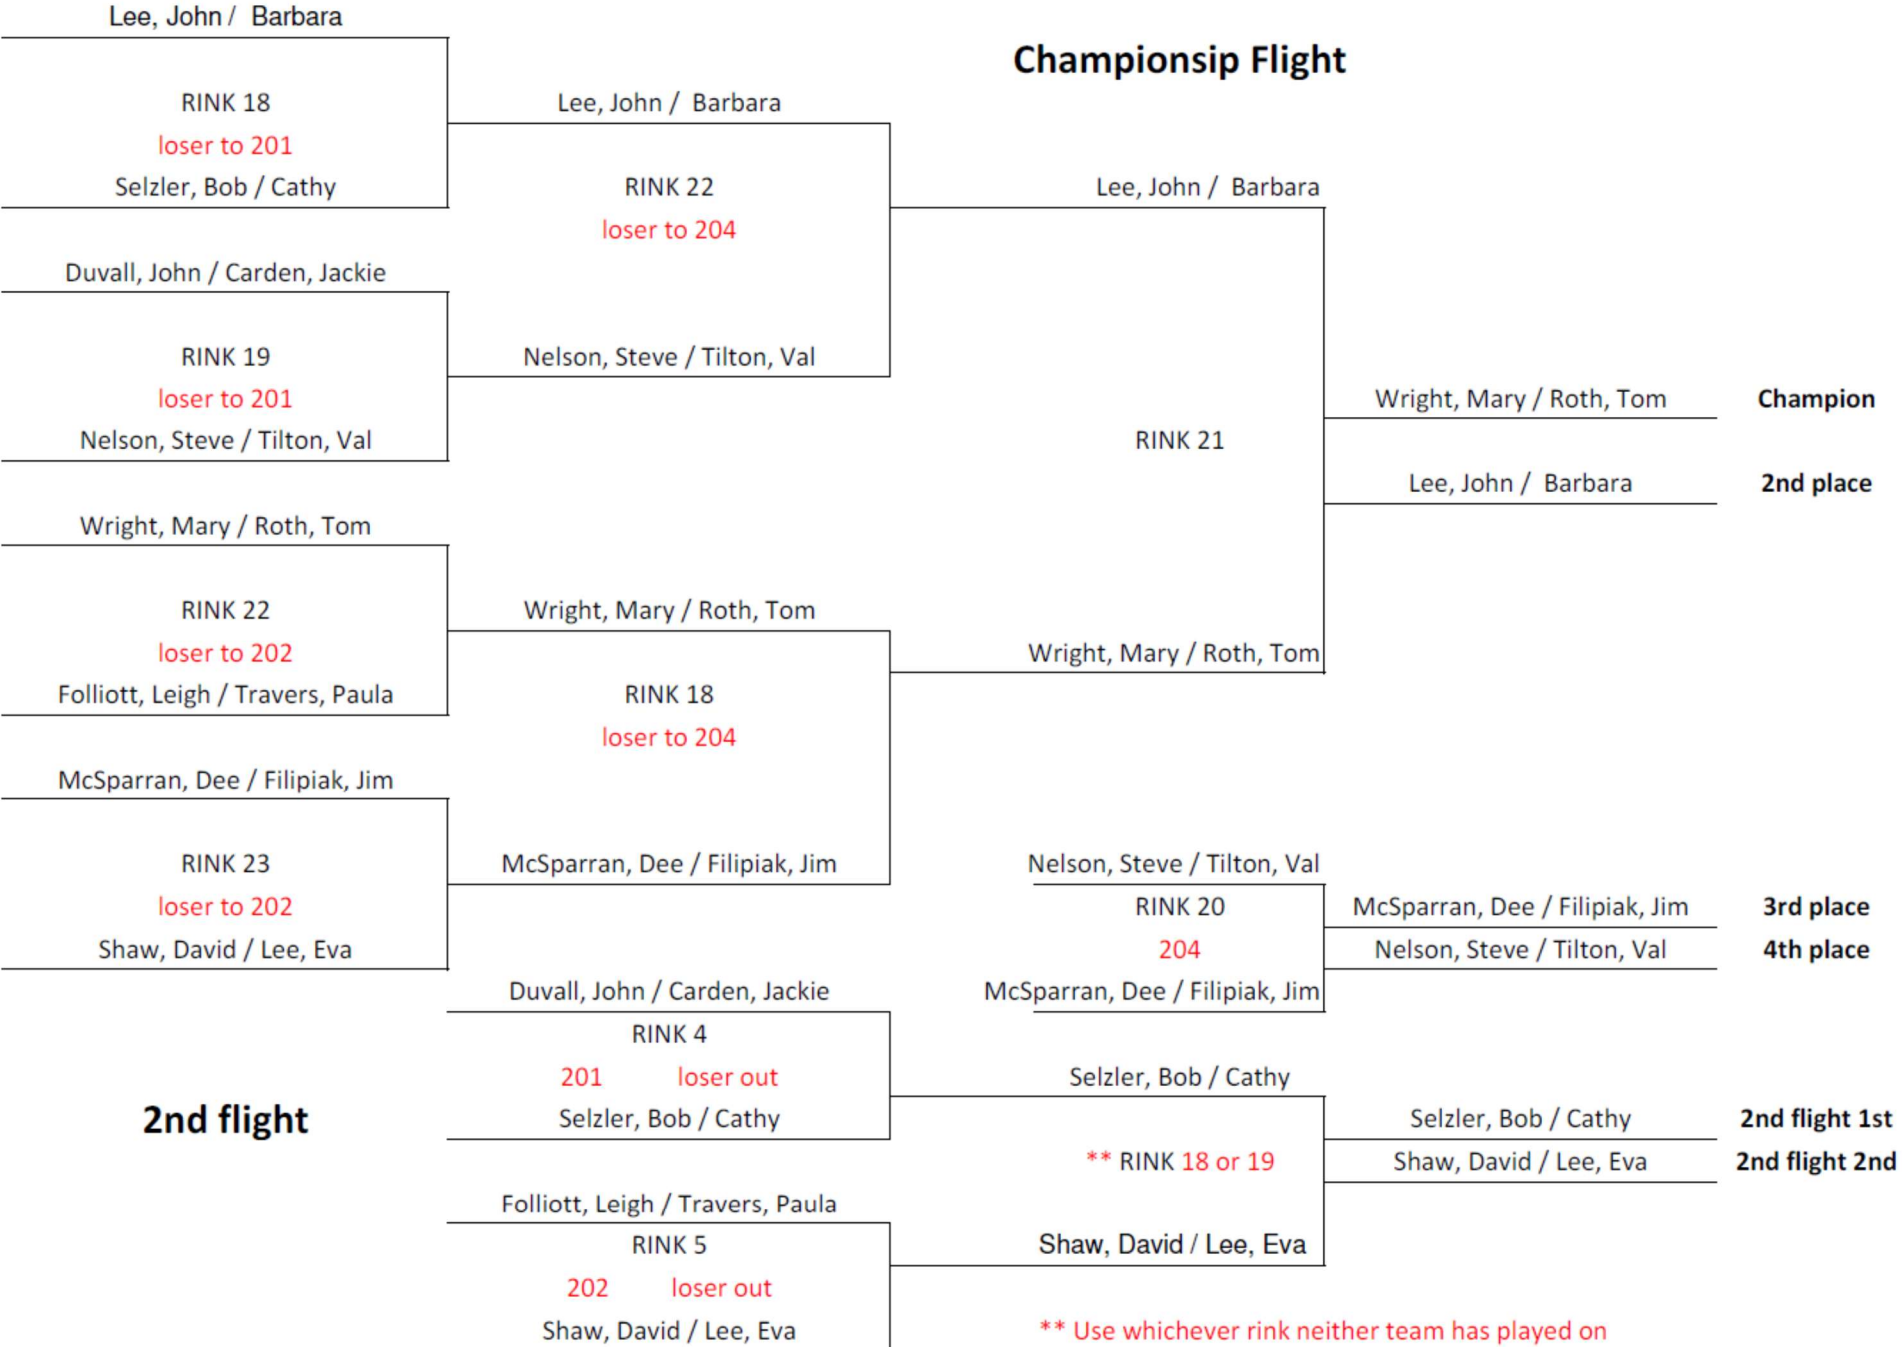 Lee, John / Barbara
Championsip Flight
RINK 18
Lee, John / Barbara
loser to 201
Selzler, Bob / Cathy
RINK 22
Lee, John / Barbara
loser to 204
Duvall, John / Carden, Jackie
RINK 19
Nelson, Steve / Tilton, Val
loser to 201
Wright, Mary / Roth, Tom
Champion
Nelson, Steve / Tilton, Val
RINK 21
Lee, John / Barbara
2nd place
Wright, Mary / Roth, Tom
RINK 22
Wright, Mary / Roth, Tom
loser to 202
Wright, Mary / Roth, Tom
Folliott, Leigh / Travers, Paula
RINK 18
loser to 204
McSparran, Dee / Filipiak, Jim
RINK 23
McSparran, Dee / Filipiak, Jim
Nelson, Steve / Tilton, Val
loser to 202
RINK 20
McSparran, Dee / Filipiak, Jim
3rd place
Shaw, David / Lee, Eva
204
Nelson, Steve / Tilton, Val
4th place
Duvall, John / Carden, Jackie
McSparran, Dee / Filipiak, Jim
RINK 4
201 loser out
Selzler, Bob / Cathy
2nd flight
Selzler, Bob / Cathy
Selzler, Bob / Cathy
2nd flight 1st
** RINK 18 or 19
Shaw, David / Lee, Eva
2nd flight 2nd
Folliott, Leigh / Travers, Paula
RINK 5
Shaw, David / Lee, Eva
202 loser out
Shaw, David / Lee, Eva
** Use whichever rink neither team has played on